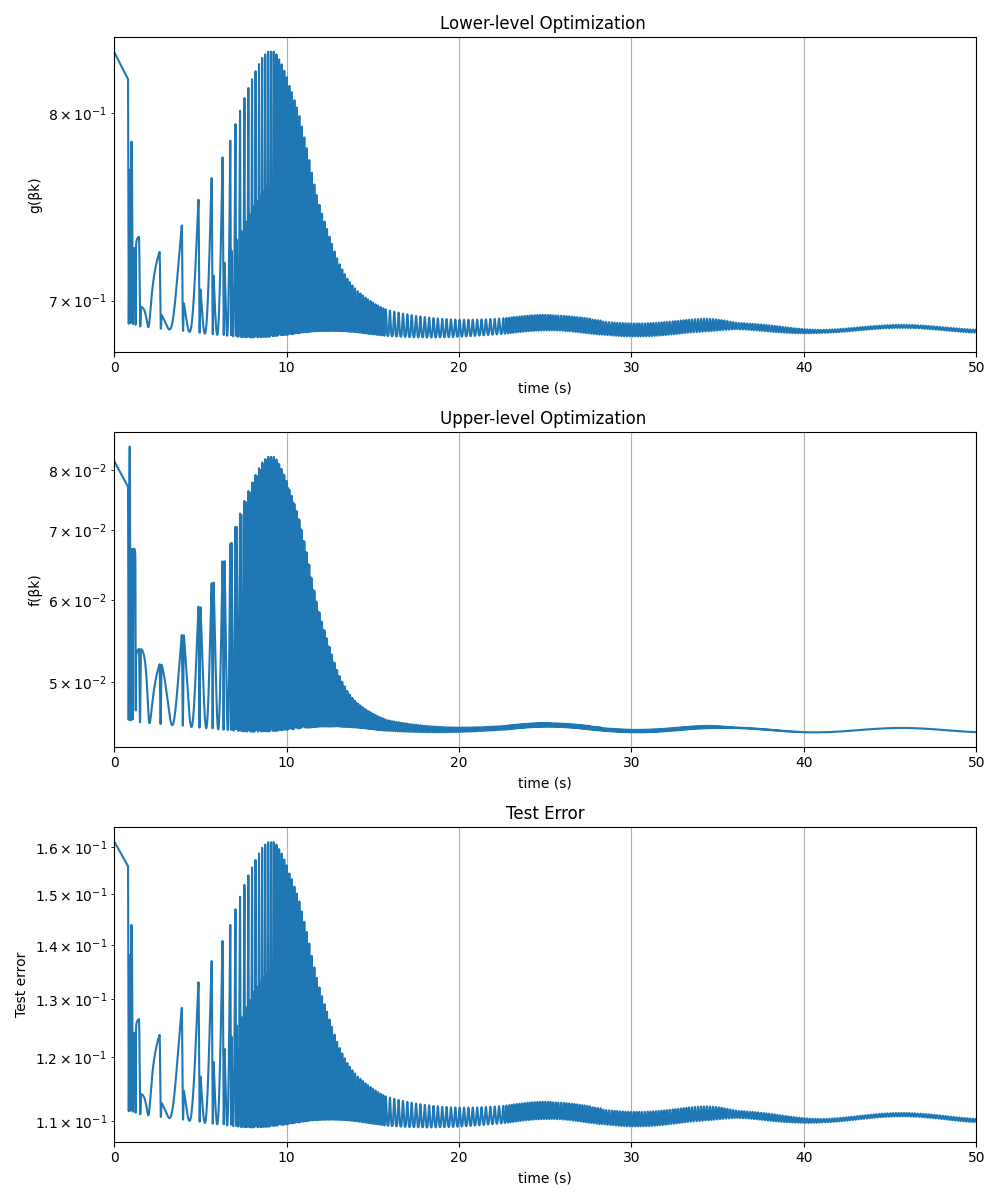 Lower-level Optimization
8 × 10⁻¹
7 × 10⁻¹
g(βk)
0 10 20 30 40 50
time (s)
Upper-level Optimization
8 × 10⁻²
7 × 10⁻²
6 × 10⁻²
5 × 10⁻²
f(βk)
0 10 20 30 40 50
time (s)
Test Error
1.6 × 10⁻¹
1.5 × 10⁻¹
1.4 × 10⁻¹
1.3 × 10⁻¹
1.2 × 10⁻¹
1.1 × 10⁻¹
Test error
0 10 20 30 40 50
time (s)